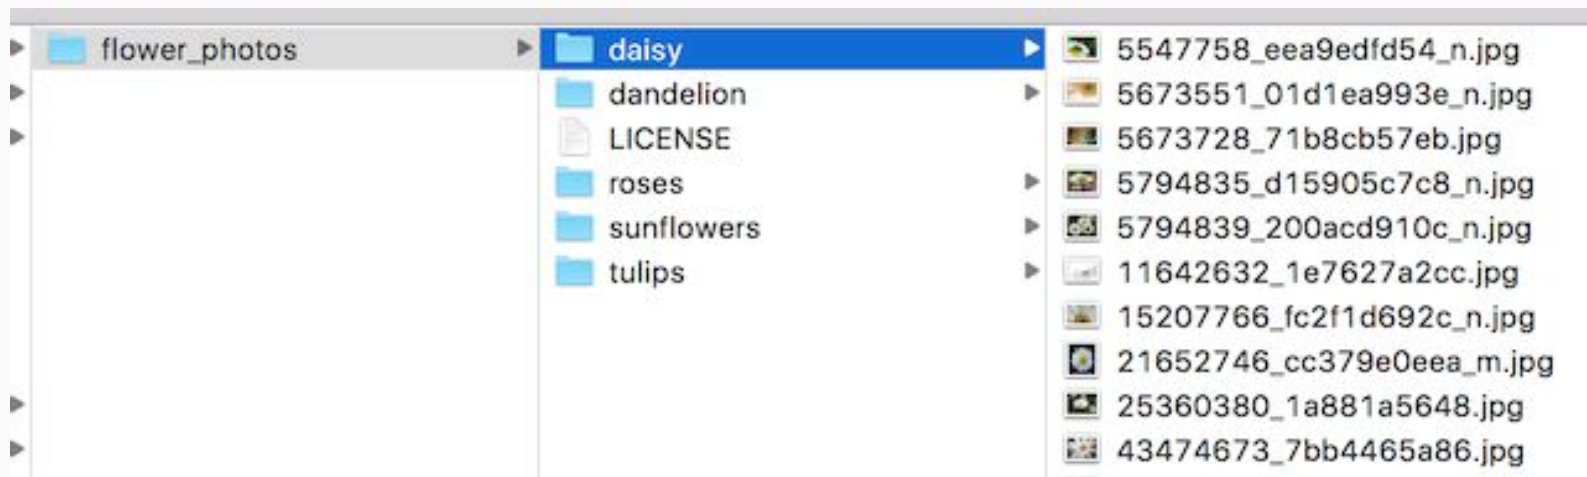 flower_photos
daisy
dandelion
LICENSE
roses
sunflowers
tulips
5547758_eea9edfd54_n.jpg
5673551_01d1ea993e_n.jpg
5673728_71b8cb57eb.jpg
5794835_d15905c7c8_n.jpg
5794839_200acd910c_n.jpg
11642632_1e7627a2cc.jpg
15207766_fc2f1d692c_n.jpg
21652746_cc379e0eea_m.jpg
25360380_1a881a5648.jpg
43474673_7bb4465a86.jpg